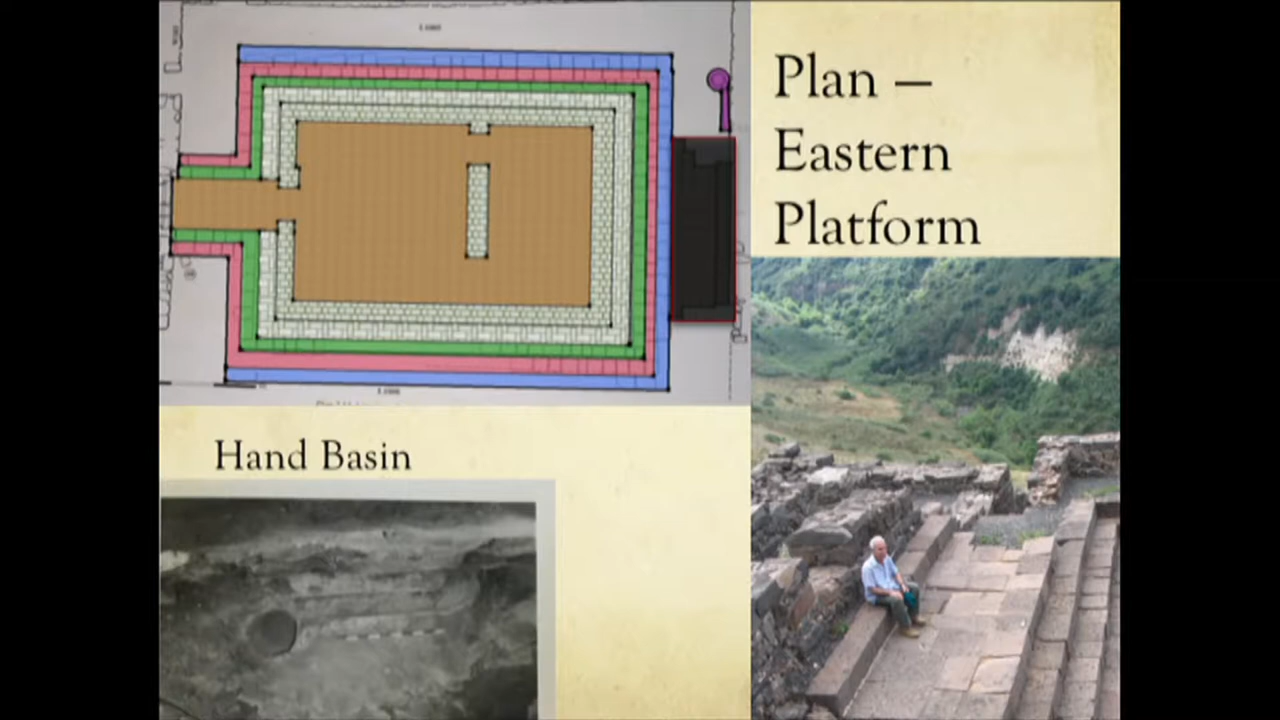 Plan –
Eastern
Platform
Hand Basin